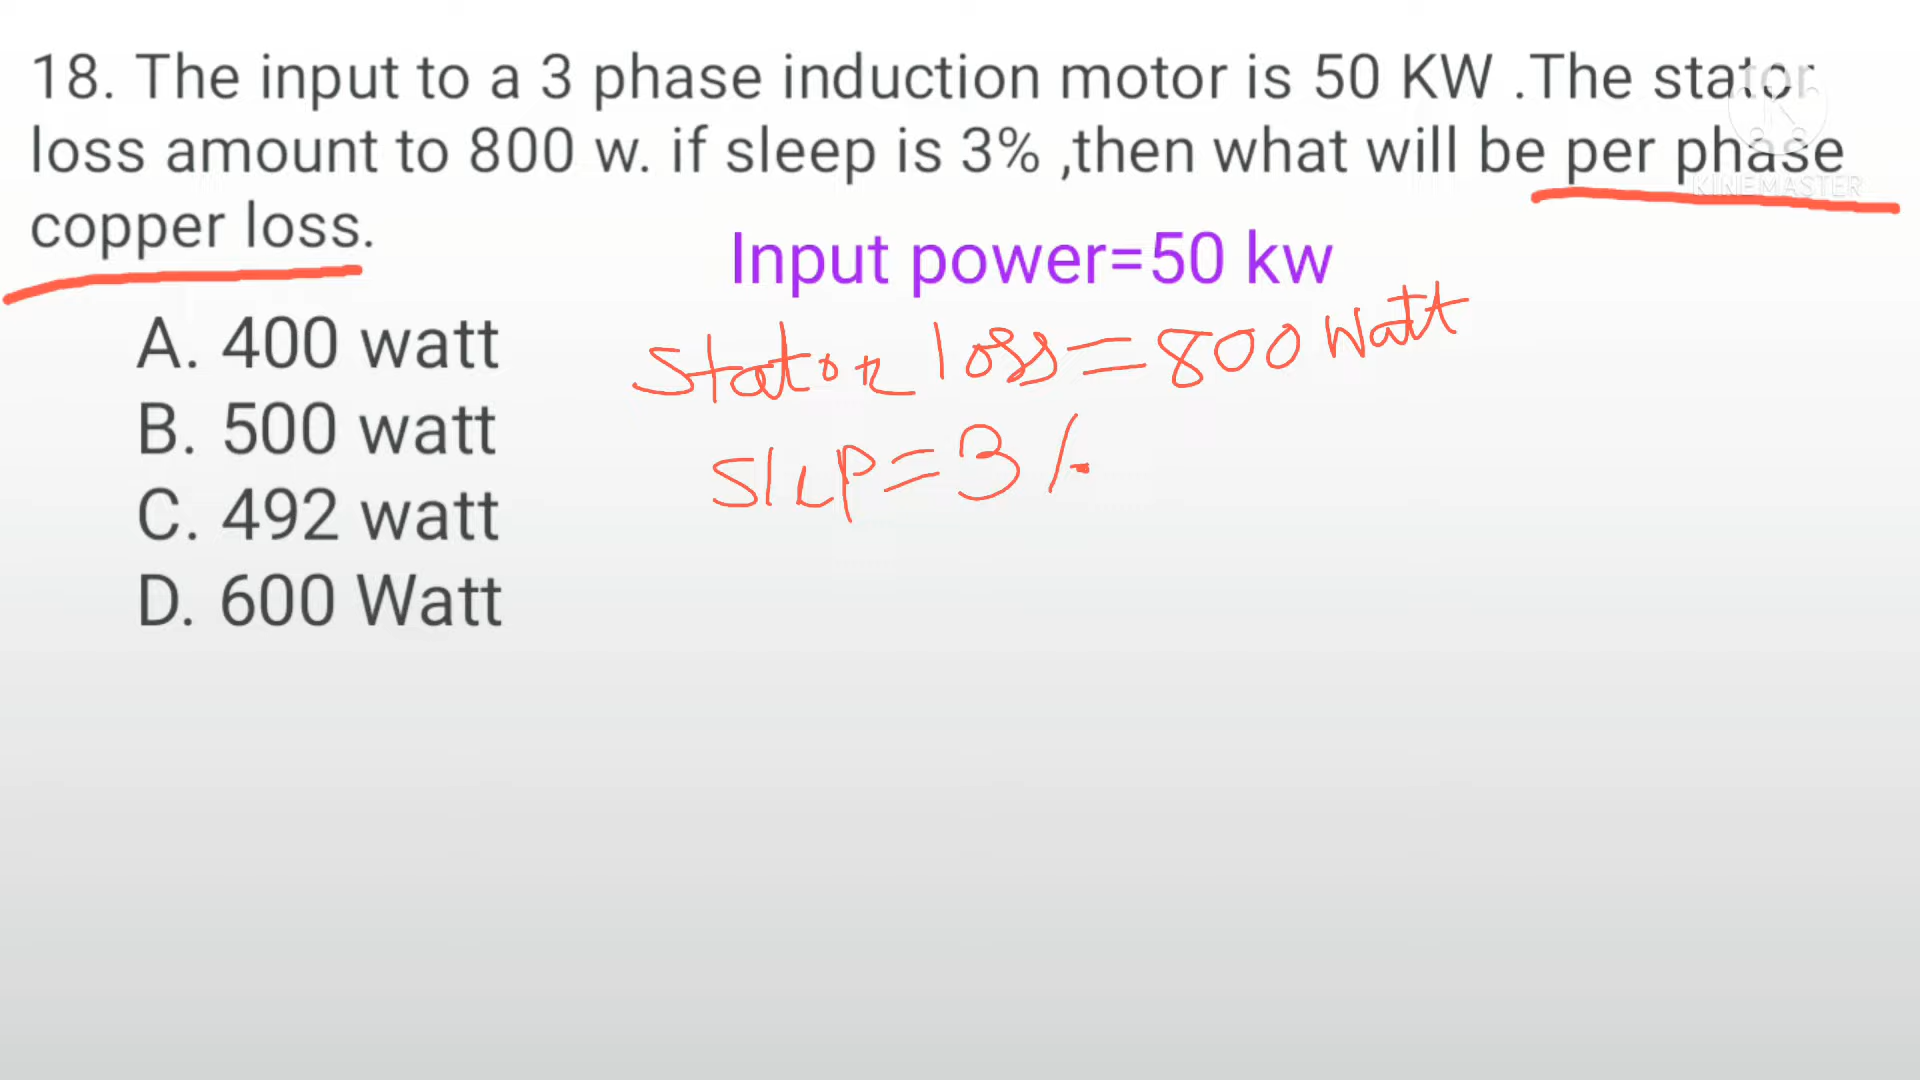 18. The input to a 3 phase induction motor is 50 KW .The stator
loss amount to 800 w. if sleep is 3% ,then what will be per phase
KINEMASTER
copper loss.
Input power=50 kw
A. 400 watt
Stator loss=800 watt
B. 500 watt
Slip=3%
C. 492 watt
D. 600 Watt